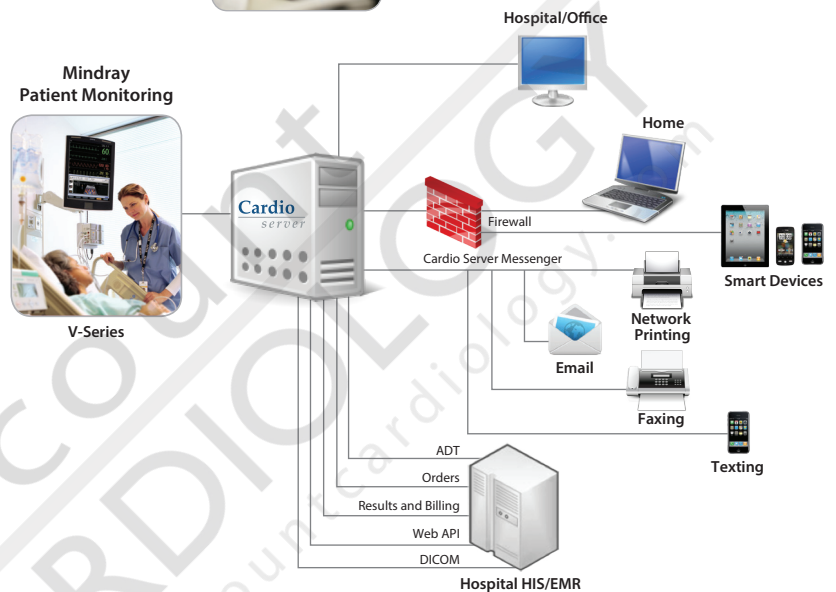 Hospital/Office
Mindray
Patient Monitoring
Home
Cardio
server
Firewall
Cardio Server Messenger
Smart Devices
V-Series
Network
Printing
Email
Faxing
Texting
ADT
Orders
Results and Billing
Web API
DICOM
Hospital HIS/EMR